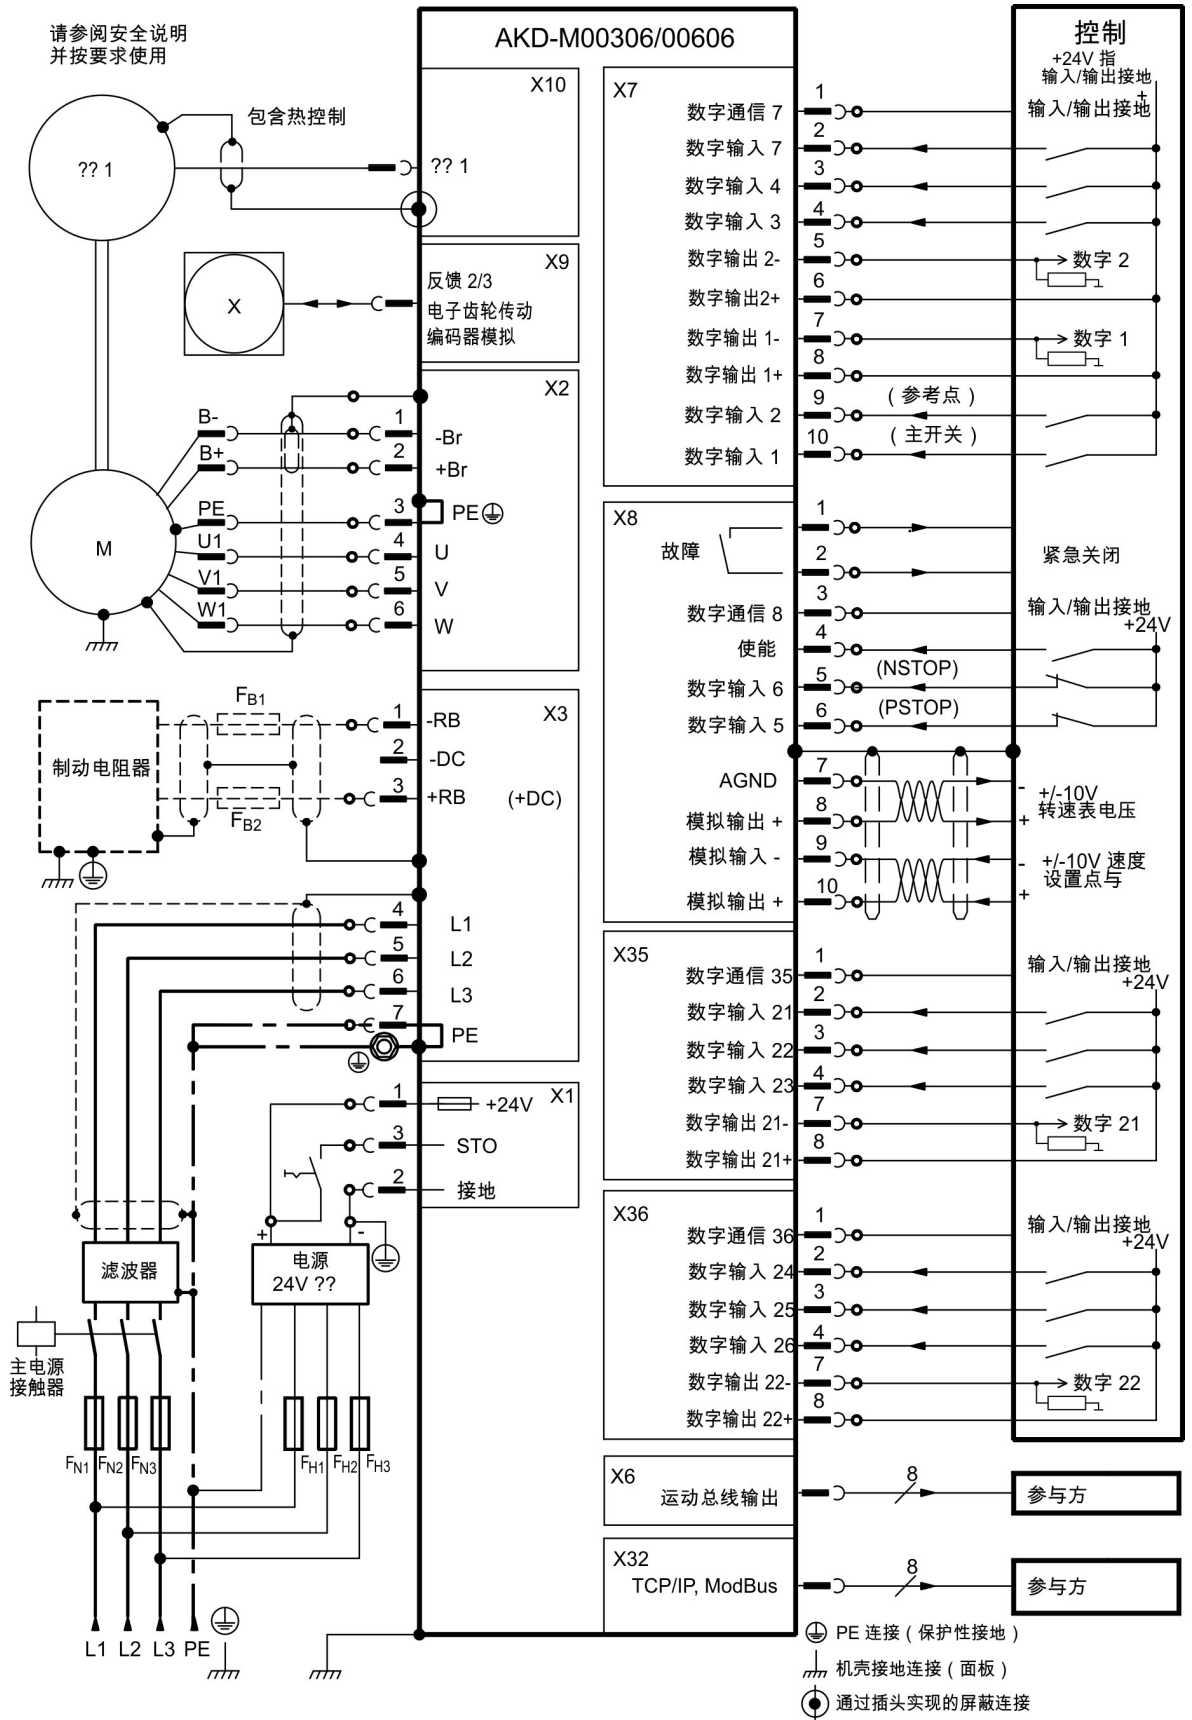 请参阅安全说明
并按要求使用
AKD-M00306/00606
控制
+24V 指
输入/输出接地
+
输入/输出接地
X10
包含热控制
?? 1
?? 1
X9
反馈 2/3
电子齿轮传动
编码器模拟
X
X2
B-
1
-Br
B+
2
+Br
PE
3
PE
U1
4
U
V1
5
V
W1
6
W
M
X3
FB1
1
-RB
制动电阻器
2
-DC
3
+RB
(+DC)
FB2
4
L1
5
L2
6
L3
7
PE
X1
1
+24V
3
STO
2
接地
+
-
滤波器
电源
24V ??
主电源
接触器
FN1
FN2
FN3
FH1
FH2
FH3
L1
L2
L3
PE
X7
数字通信 7
1
数字输入 7
2
数字输入 4
3
数字输入 3
4
数字输出 2-
5
数字 2
数字输出2+
6
数字输出 1-
7
数字 1
数字输出 1+
8
数字输入 2
9
( 参考点 )
数字输入 1
10
( 主开关 )
X8
1
故障
2
紧急关闭
数字通信 8
3
输入/输出接地
+24V
使能
4
数字输入 6
5
(NSTOP)
数字输入 5
6
(PSTOP)
AGND
7
-
+/-10V
转速表电压
模拟输出 +
8
+
模拟输入 -
9
-
+/-10V 速度
设置点与
模拟输出 +
10
+
X35
数字通信 35
1
输入/输出接地
+24V
数字输入 21
2
数字输入 22
3
数字输入 23
4
数字输出 21-
7
数字 21
数字输出 21+
8
X36
数字通信 36
1
输入/输出接地
+24V
数字输入 24
2
数字输入 25
3
数字输入 26
4
数字输出 22-
7
数字 22
数字输出 22+
8
X6
运动总线输出
8
参与方
X32
TCP/IP, ModBus
8
参与方
PE 连接 ( 保护性接地 )
机壳接地连接 ( 面板 )
通过插头实现的屏蔽连接